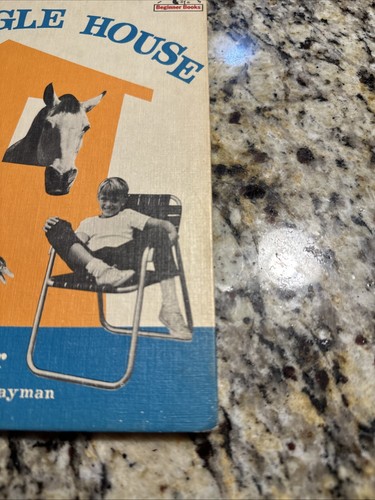 Beginner Books
GLE HOUSE
r
ayman